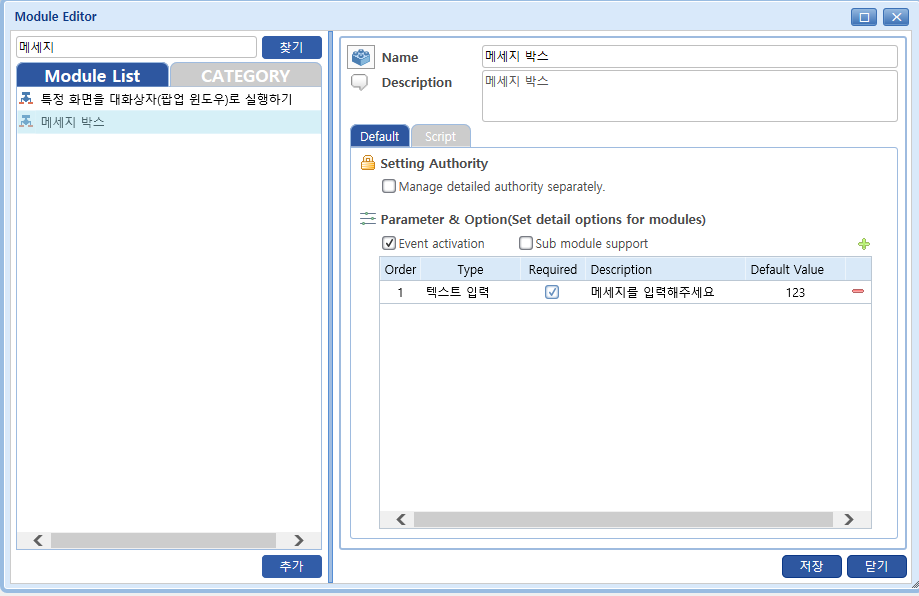 Module Editor
메세지
찾기
Module List
CATEGORY
특정 화면을 대화상자(팝업 윈도우)로 실행하기
메세지 박스
추가
Name
메세지 박스
Description
메세지 박스
Default
Script
Setting Authority
Manage detailed authority separately.
Parameter & Option(Set detail options for modules)
Event activation
Sub module support
Order Type Required Description Default Value
1 텍스트 입력 메세지를 입력해주세요 123
저장
닫기